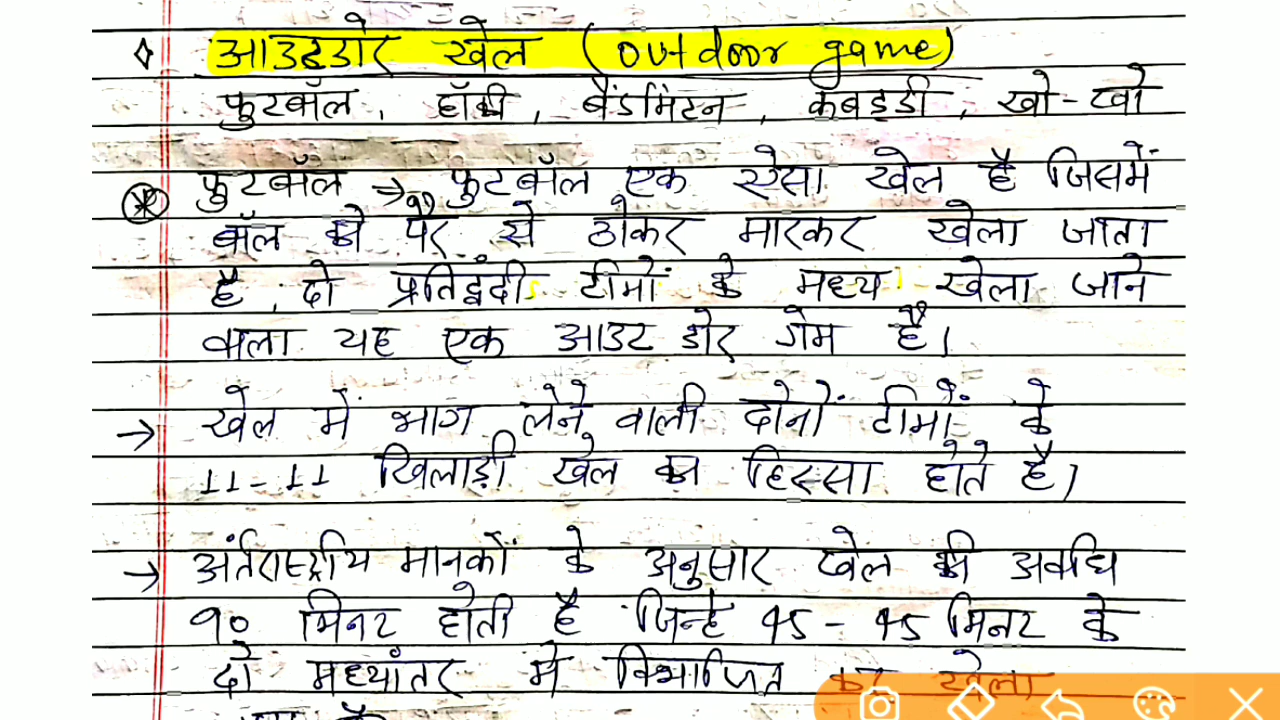 आउटडोर खेल (outdoor game)
फुटबॉल, हॉकी, बैडमिंटन, कबड्डी, खो-खो
फुटबॉल → फुटबॉल एक ऐसा खेल है जिसमें
बॉल को पैर से ठोकर मारकर खेला जाता
है, दो प्रतिद्वंदी टीमों के मध्य खेला जाने
वाला यह एक आउट डोर गेम है।
→ खेल में भाग लेने वाली दोनों टीमों के
11-11 खिलाड़ी खेल का हिस्सा होते है।
→ अंर्तराष्ट्रीय मानकों के अनुसार खेल की अवधि
90 मिनट होती है जिन्हे 45-45 मिनट के
दो मध्यांतर मे विभाजित कर खेला